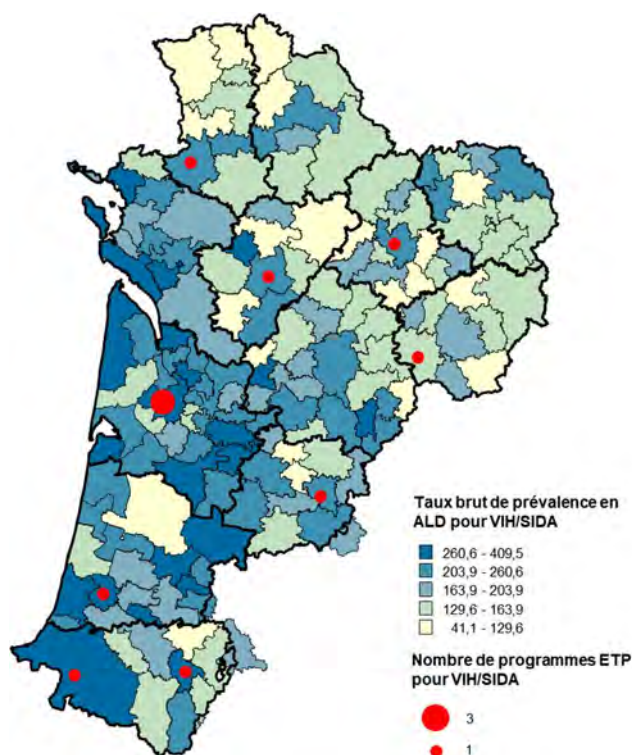 Taux brut de prévalence en
ALD pour VIH/SIDA
260,6 - 409,5
203,9 - 260,6
163,9 - 203,9
129,6 - 163,9
41,1 - 129,6
Nombre de programmes ETP
pour VIH/SIDA
3
1